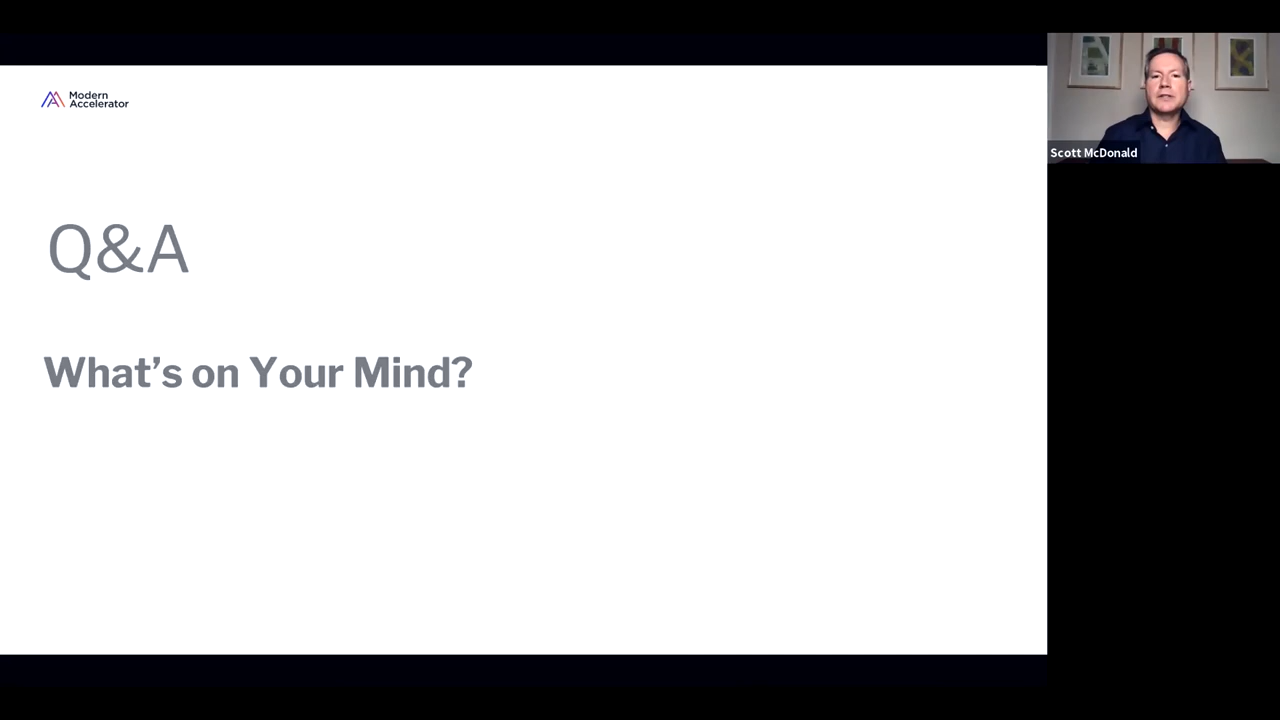 Modern
Accelerator
Q&A
What’s on Your Mind?
Scott McDonald